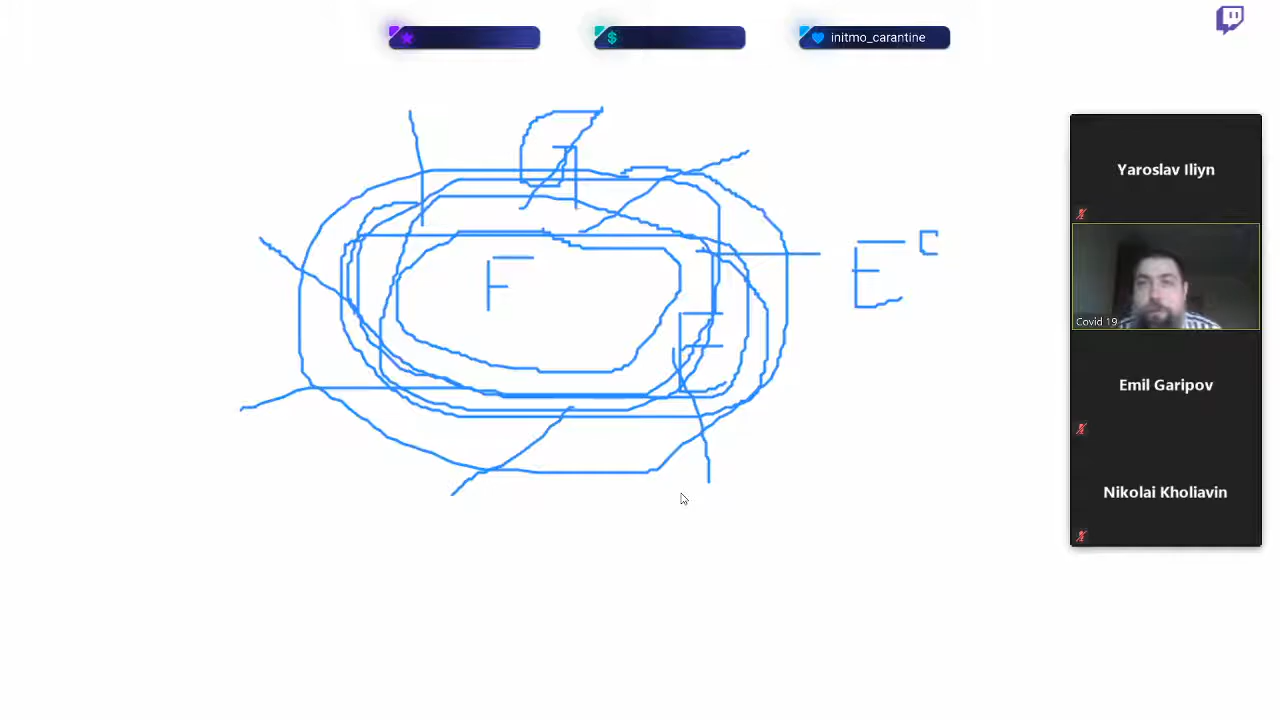 initmo_carantine
G
F
E
E^C
Yaroslav Iliyn
Covid 19
Emil Garipov
Nikolai Kholiavin